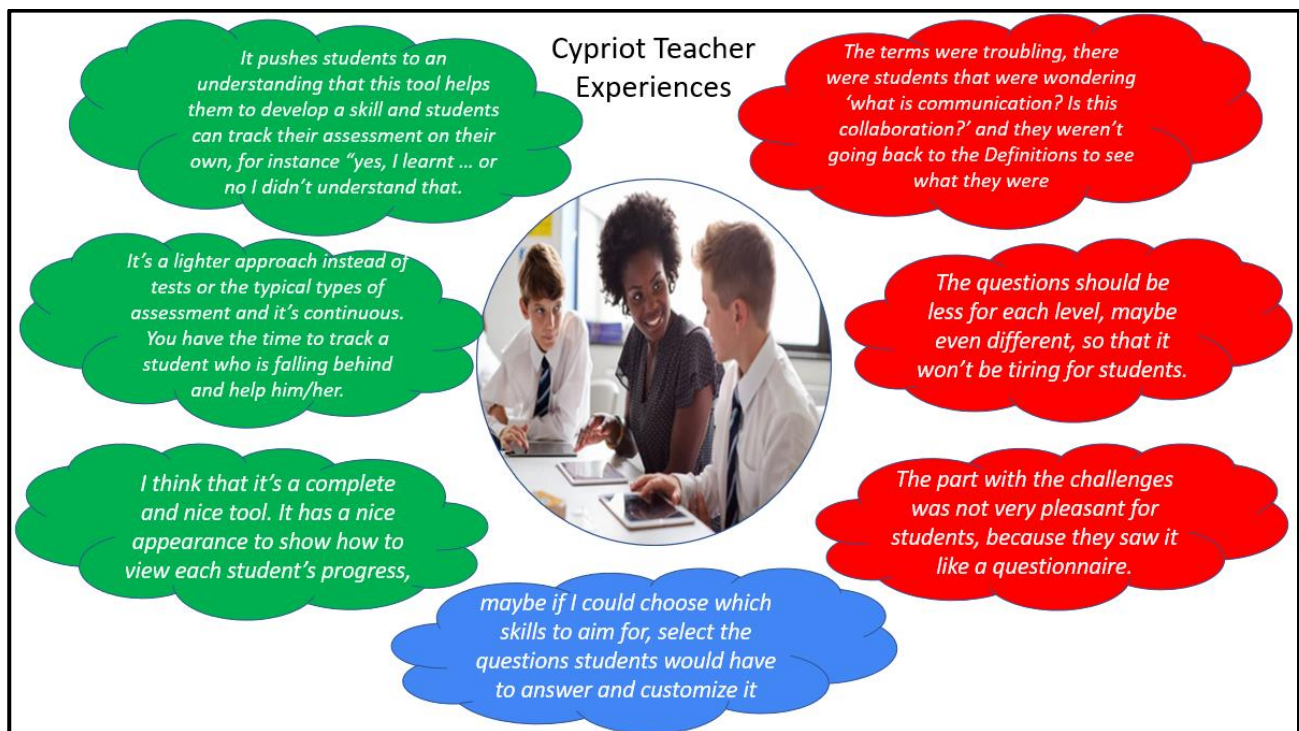 Cypriot Teacher
Experiences
It pushes students to an
understanding that this tool helps
them to develop a skill and students
can track their assessment on their
own, for instance “yes, I learnt … or
no I didn’t understand that.
The terms were troubling, there
were students that were wondering
‘what is communication? Is this
collaboration?’ and they weren’t
going back to the Definitions to see
what they were
It’s a lighter approach instead of
tests or the typical types of
assessment and it’s continuous.
You have the time to track a
student who is falling behind
and help him/her.
The questions should be
less for each level, maybe
even different, so that it
won’t be tiring for students.
I think that it’s a complete
and nice tool. It has a nice
appearance to show how to
view each student’s progress,
The part with the challenges
was not very pleasant for
students, because they saw it
like a questionnaire.
maybe if I could choose which
skills to aim for, select the
questions students would have
to answer and customize it